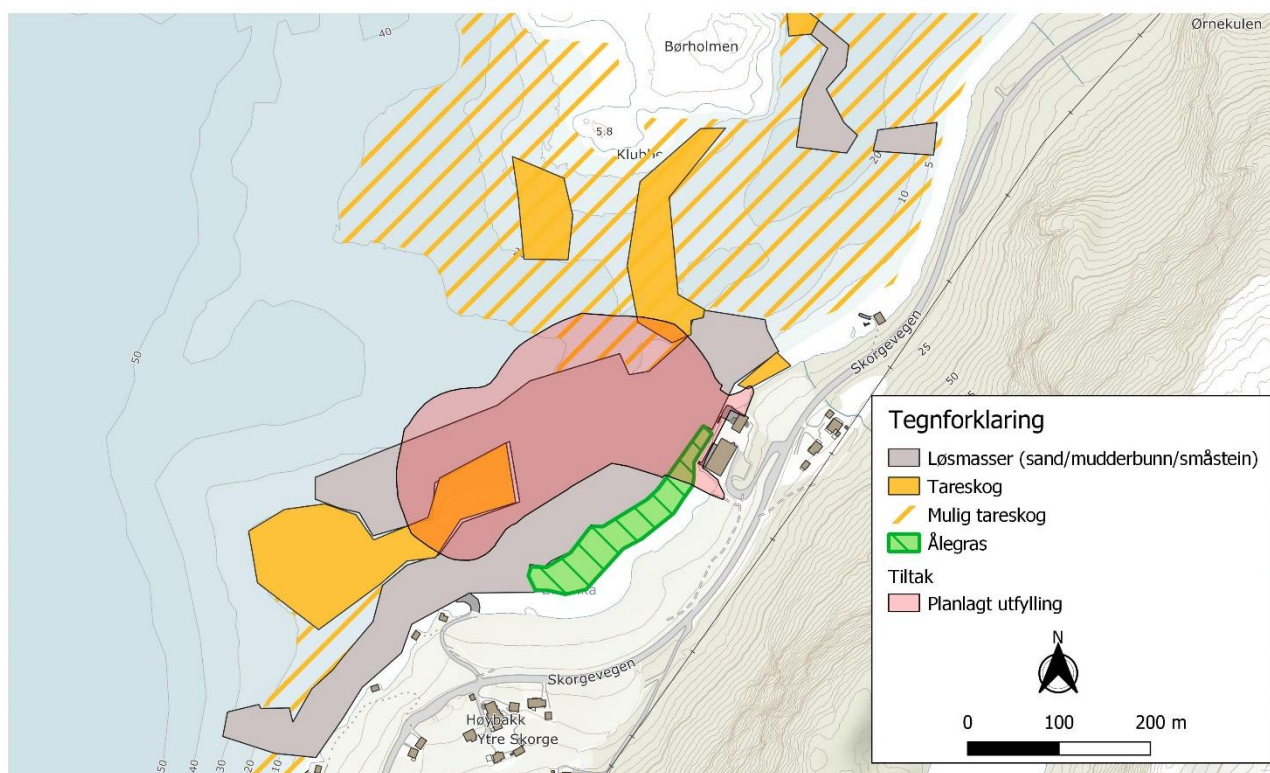 40
Børholmen
Ørnekulen
5.8
Klubbe
20
5
10
50
Skorgevegen
25
50
Skorgevegen
Høybakk
Ytre Skorge
50
40
30
20
10
Tegnforklaring
Løsmasser (sand/mudderbunn/småstein)
Tareskog
Mulig tareskog
Ålegras
Tiltak
Planlagt utfylling
N
0 100 200 m